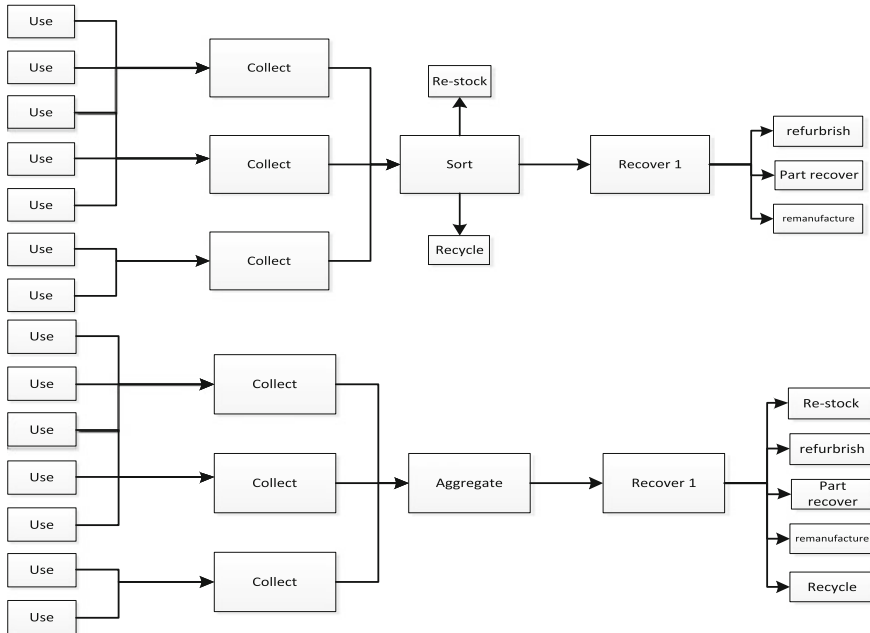 Use
Use
Use
Use
Use
Use
Use
Collect
Collect
Collect
Re-stock
Sort
Recycle
Recover 1
refurbrish
Part recover
remanufacture
Use
Use
Use
Use
Use
Use
Use
Collect
Collect
Collect
Aggregate
Recover 1
Re-stock
refurbrish
Part
recover
remanufacture
Recycle